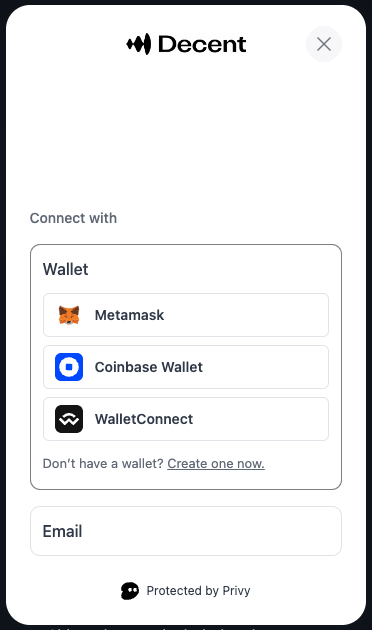 Decent
Connect with
Wallet
Metamask
Coinbase Wallet
WalletConnect
Don’t have a wallet? Create one now.
Email
Protected by Privy